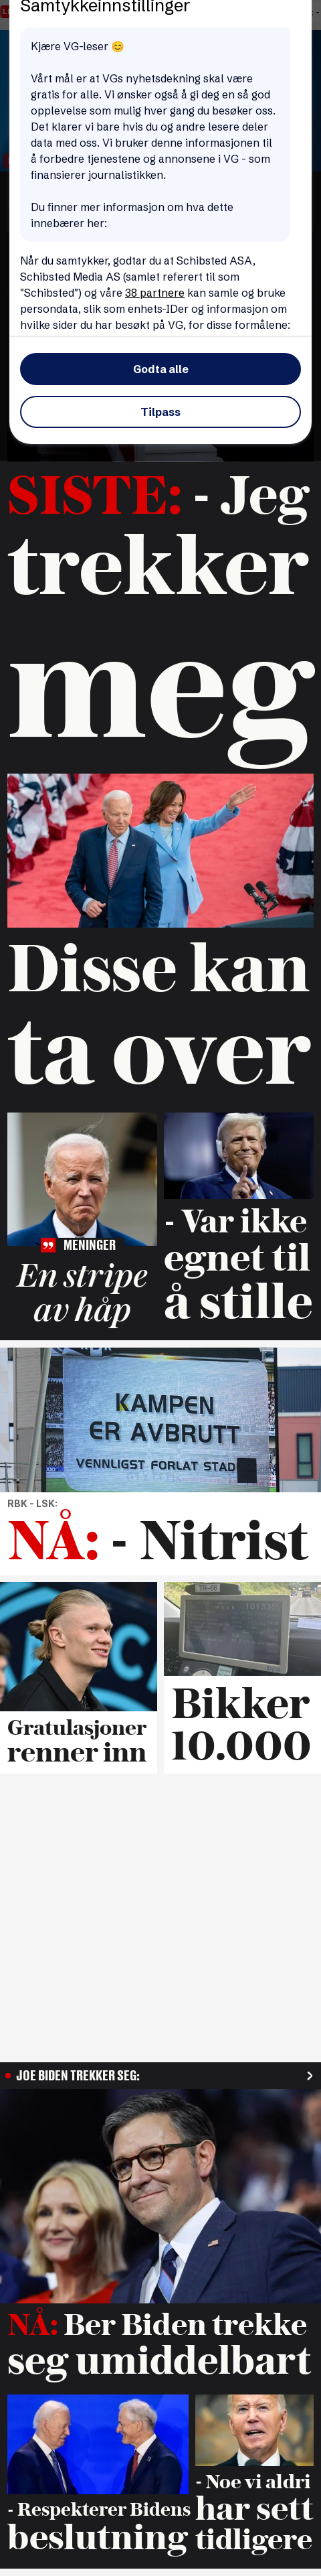 Samtykkeinnstillinger
Kjære VG-leser 😊
Vårt mål er at VGs nyhetsdekning skal være
gratis for alle. Vi ønsker også å gi deg en så god
opplevelse som mulig hver gang du besøker oss.
Det klarer vi bare hvis du og andre lesere deler
data med oss. Vi bruker denne informasjonen til
å forbedre tjenestene og annonsene i VG - som
finansierer journalistikken.
Du finner mer informasjon om hva dette
innebærer her:
Når du samtykker, godtar du at Schibsted ASA,
Schibsted Media AS (samlet referert til som
"Schibsted") og våre 38 partnere kan samle og bruke
persondata, slik som enhets-IDer og informasjon om
hvilke sider du har besøkt på VG, for disse formålene:
Godta alle
Tilpass
SISTE: - Jeg
trekker
meg
Disse kan
ta over
MENINGER
En stripe
av håp
- Var ikke
egnet til
å stille
KAMPEN
ER AVBRUTT
VENNLIGST FORLAT STAD
RBK - LSK:
NÅ: - Nitrist
Gratulasjoner
renner inn
Bikker
10.000
JOE BIDEN TREKKER SEG:
NÅ: Ber Biden trekke
seg umiddelbart
- Respekterer Bidens
beslutning
- Noe vi aldri
har sett
tidligere